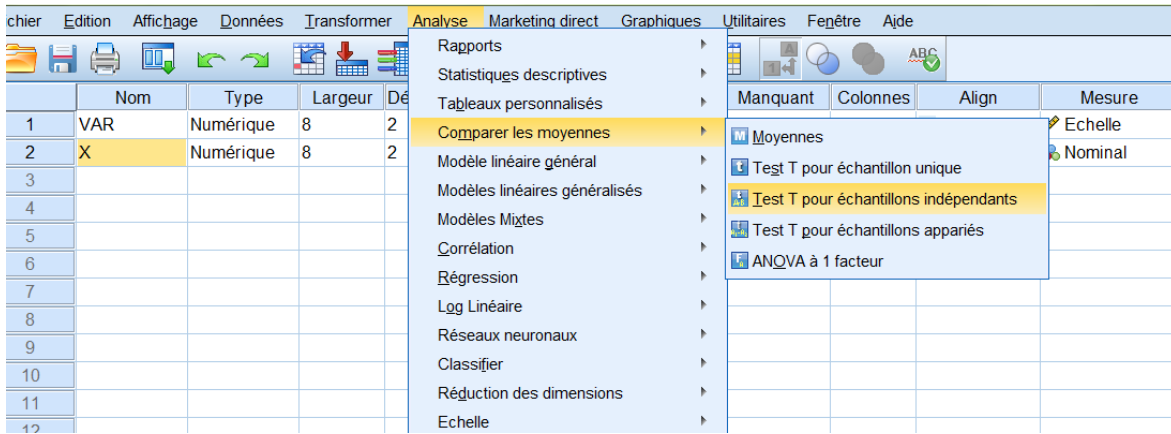 chier Edition Affichage Données Transformer Analyse Marketing direct Graphiques Utilitaires Fenêtre Aide
A
1
ABC
Nom Type Largeur Dé Manquant Colonnes Align Mesure
1 VAR Numérique 8 2 Echelle
2 X Numérique 8 2 Nominal
3
4
5
6
7
8
9
10
11
12
Rapports
Statistiques descriptives
Tableaux personnalisés
Comparer les moyennes
Modèle linéaire général
Modèles linéaires généralisés
Modèles Mixtes
Corrélation
Régression
Log Linéaire
Réseaux neuronaux
Classifier
Réduction des dimensions
Echelle
M Moyennes
t Test T pour échantillon unique
Test T pour échantillons indépendants
Test T pour échantillons appariés
ANOVA à 1 facteur